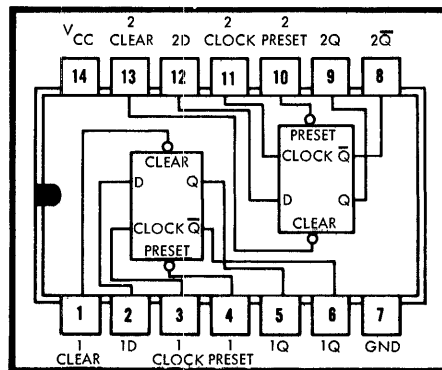 2 2 2
VCC CLEAR 2D CLOCK PRESET 2Q 2Q̅
14 13 12 11 10 9 8
PRESET
CLOCK Q̅
D Q
CLEAR
CLEAR
D Q
CLOCK Q̅
PRESET
1 2 3 4 5 6 7
1 1D 1 1 1Q 1Q GND
CLEAR CLOCK PRESET